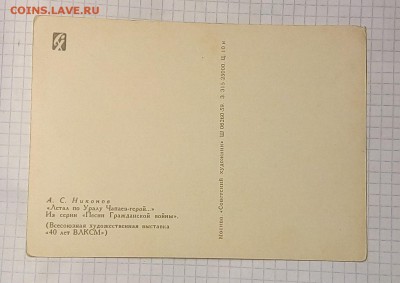 COINS.LAVE.RU
А. С. Никонов
«Летал по Уралу Чапаев-герой...»
Из серии «Песни Гражданской войны».
(Всесоюзная художественная выставка
«40 лет ВЛКСМ»)
Москва «Советский художник»